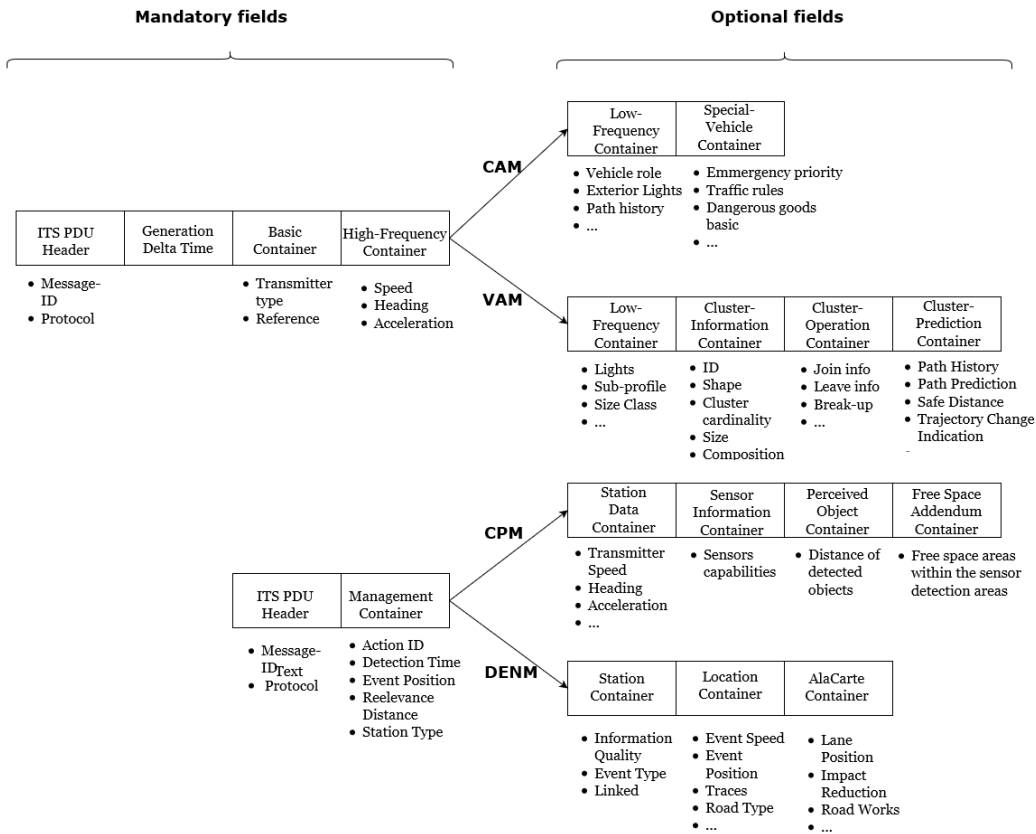 Mandatory fields
Optional fields
Low-
Frequency
Container
Special-
Vehicle
Container
CAM
• Vehicle role
• Exterior Lights
• Path history
• ...
• Emmergency priority
• Traffic rules
• Dangerous goods
basic
• ...
ITS PDU
Header
Generation
Delta Time
Basic
Container
High-Frequency
Container
• Message-
ID
• Protocol
• Transmitter
type
• Reference
• Speed
• Heading
• Acceleration
VAM
Low-
Frequency
Container
Cluster-
Information
Container
Cluster-
Operation
Container
Cluster-
Prediction
Container
• Lights
• Sub-profile
• Size Class
• ...
• ID
• Shape
• Cluster
cardinality
• Size
• Composition
• Join info
• Leave info
• Break-up
• ...
• Path History
• Path Prediction
• Safe Distance
• Trajectory Change
Indication
.
Station
Data
Container
Sensor
Information
Container
Perceived
Object
Container
Free Space
Addendum
Container
CPM
• Transmitter
Speed
• Heading
• Acceleration
• ...
• Sensors
capabilities
• Distance of
detected
objects
• Free space areas
within the sensor
detection areas
ITS PDU
Header
Management
Container
• Message-
ID
Text
• Protocol
• Action ID
• Detection Time
• Event Position
• Reelevance
Distance
• Station Type
DENM
Station
Container
Location
Container
AlaCarte
Container
• Information
Quality
• Event Type
• Linked
• Event Speed
• Event
Position
• Traces
• Road Type
• ...
• Lane
Position
• Impact
Reduction
• Road Works
• ...